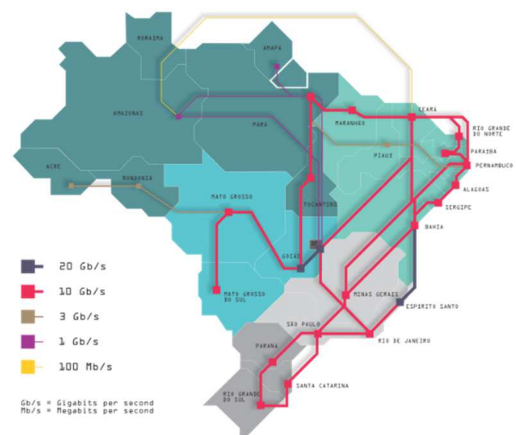 RORAIMA
AMAPA
AMAZONAS
PARÁ
MARANHÃO
CEARA
RIO GRANDE
DO NORTE
PARAIBA
PIAUI
PERNAMBUCO
ACRE
RONDONIA
ALAGOAS
MATO GROSSO
TOCANTINS
SERGIPE
BAHIA
GOIAS
20 Gb/s
10 Gb/s
MATO GROSSO
DO SUL
MINAS GERAIS
ESPIRITO SANTO
3 Gb/s
SÃO PAULO
RIO DE JANEIRO
1 Gb/s
PARANA
100 Mb/s
SANTA CATARINA
RIO GRANDE
DO SUL
Gb/s = Gigabits per second
Mb/s = Megabits per second